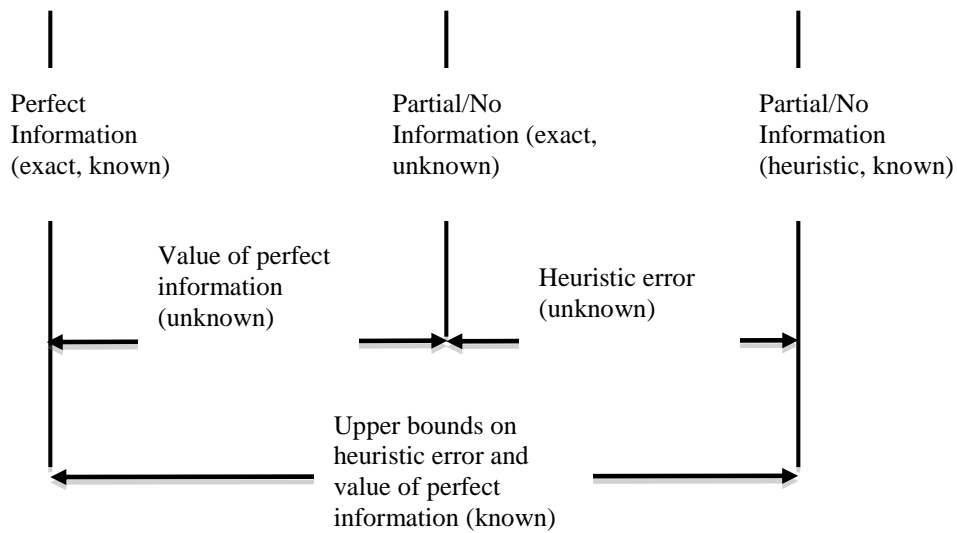 Perfect
Information
(exact, known)
Partial/No
Information (exact,
unknown)
Partial/No
Information
(heuristic, known)
Value of perfect
information
(unknown)
Heuristic error
(unknown)
Upper bounds on
heuristic error and
value of perfect
information (known)